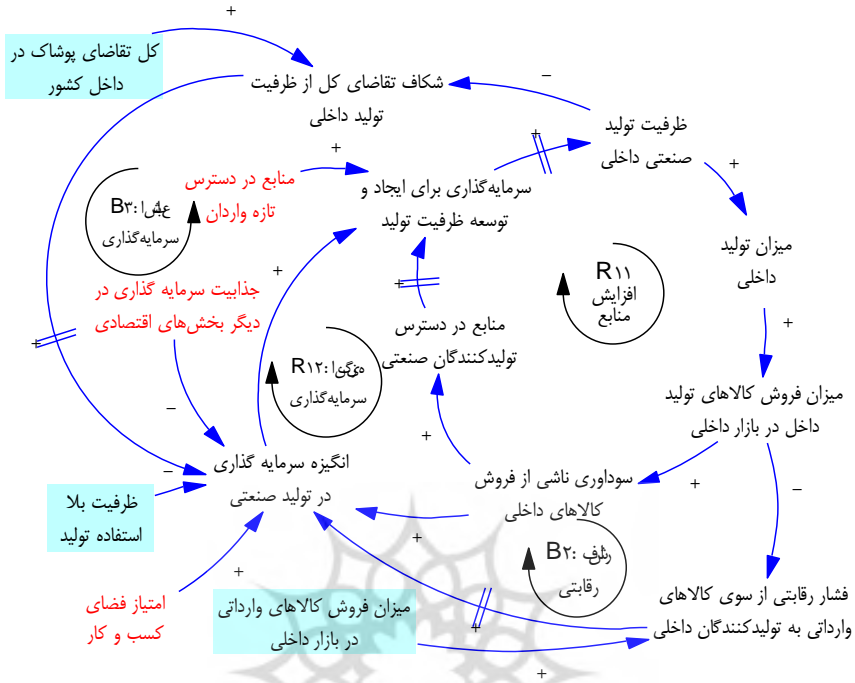 کل تقاضای پوشاک در
داخل کشور
شکاف تقاضای کل از ظرفیت
تولید داخلی
ظرفیت تولید
صنعتی داخلی
منابع در دسترس
تازه واردان
سرمایه‌گذاری برای ایجاد و
توسعه ظرفیت تولید
B۳:
سرمایه‌گذاری
میزان تولید
داخلی
R۱۱
افزایش
منابع
جذابیت سرمایه گذاری در
دیگر بخش‌های اقتصادی
منابع در دسترس
تولیدکنندگان صنعتی
R۱۲:
سرمایه‌گذاری
میزان فروش کالاهای تولید
داخل در بازار داخلی
انگیزه سرمایه گذاری
در تولید صنعتی
سوداوری ناشی از فروش
کالاهای داخلی
ظرفیت بلا
استفاده تولید
B۲:
رقابتی
امتیاز فضای
کسب و کار
میزان فروش کالاهای وارداتی
در بازار داخلی
فشار رقابتی از سوی کالاهای
وارداتی به تولیدکنندگان داخلی